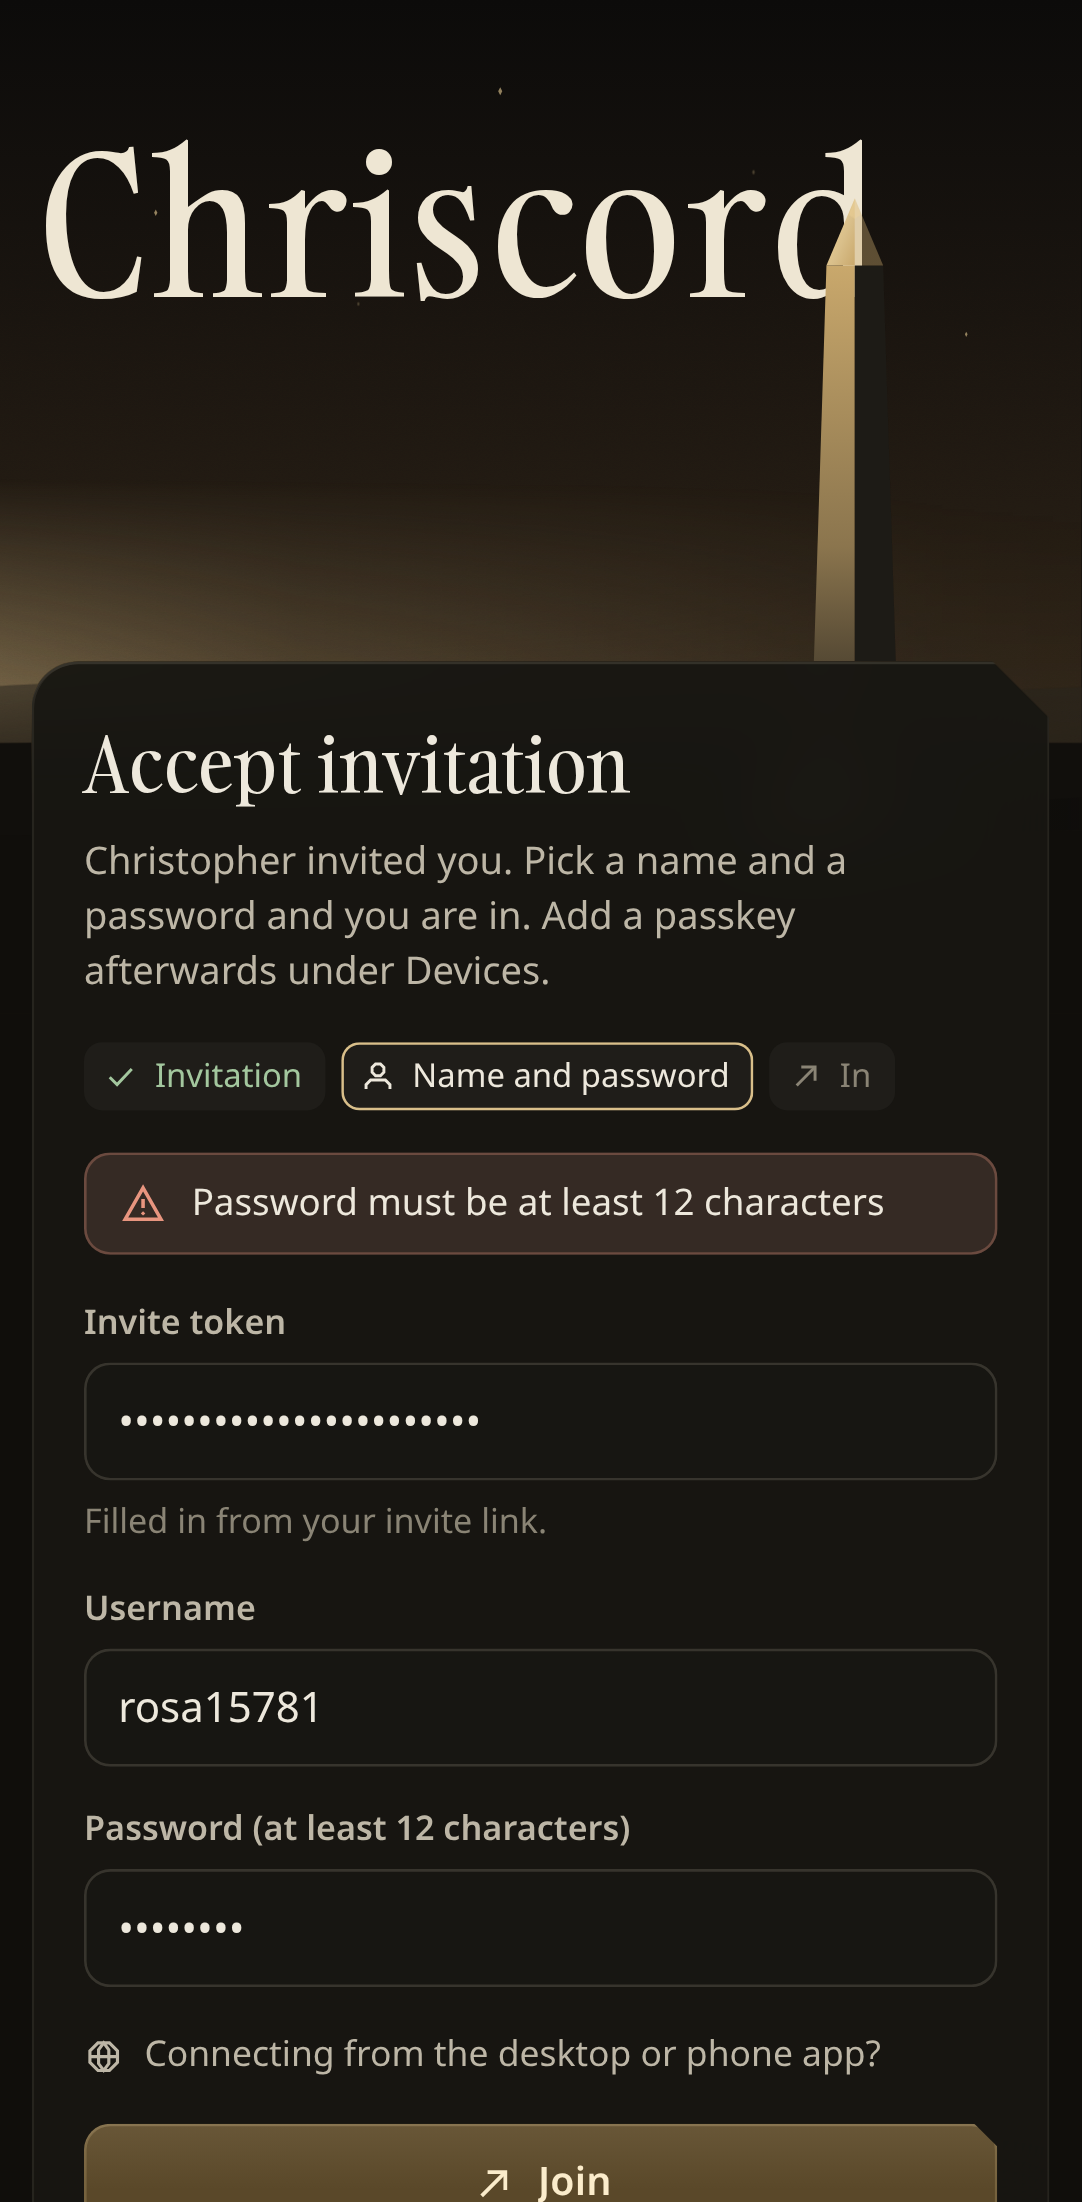 Chriscord
Accept invitation
Christopher invited you. Pick a name and a
password and you are in. Add a passkey
afterwards under Devices.
Invitation
Name and password
In
Password must be at least 12 characters
Invite token
•••••••••••••••••••••••
Filled in from your invite link.
Username
rosa15781
Password (at least 12 characters)
••••••••
Connecting from the desktop or phone app?
Join